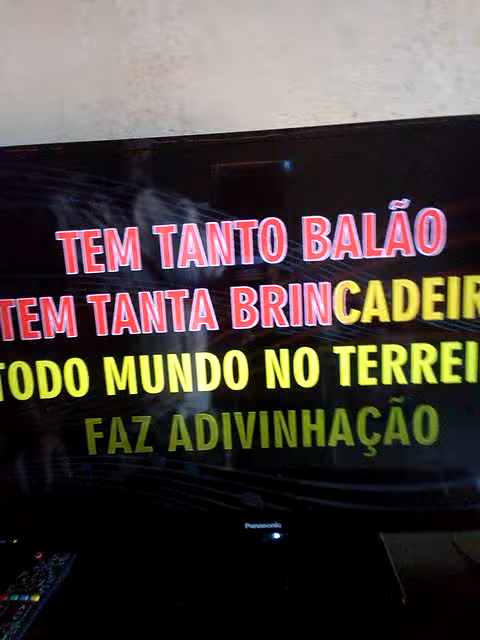 TEM TANTO BALÃO
TEM TANTA BRINCADEIR
TODO MUNDO NO TERREI
FAZ ADIVINHAÇÃO
Panasonic